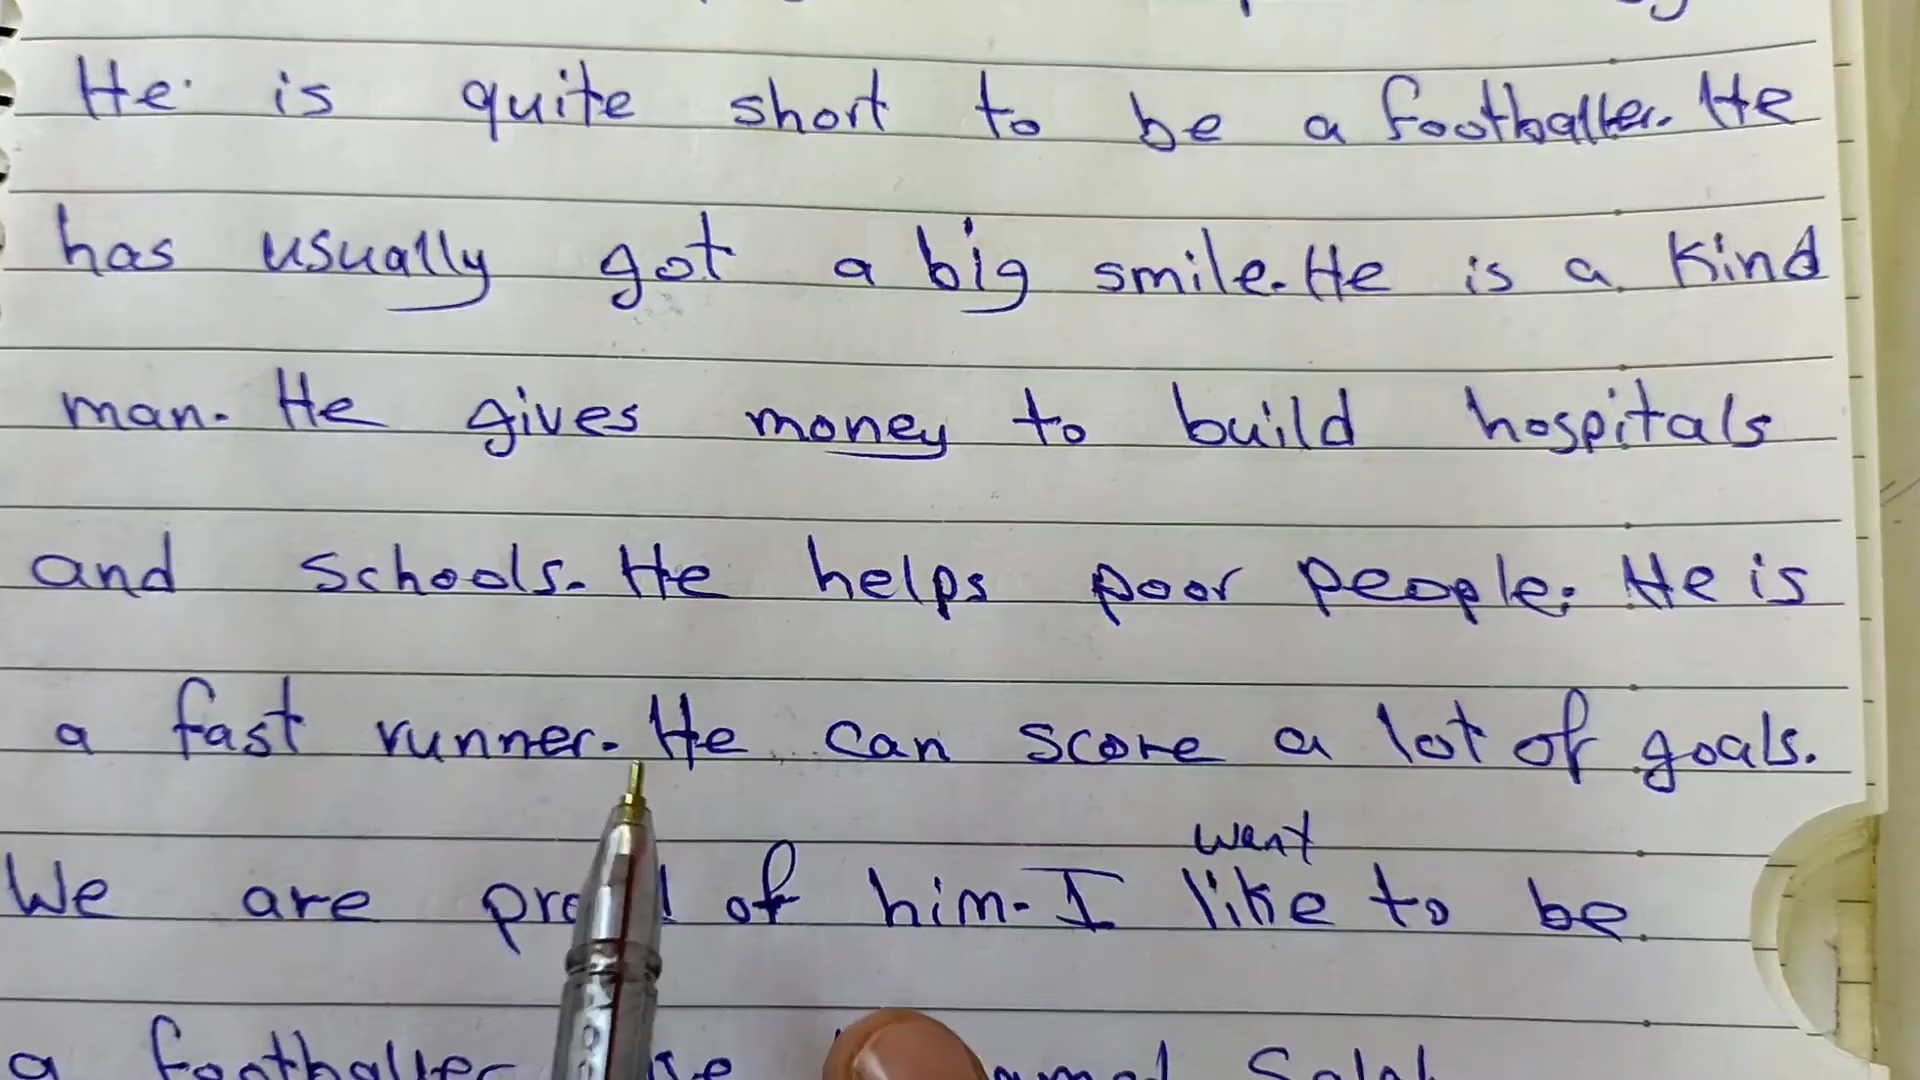 He is quite short to be a footballer. He
has usually got a big smile. He is a kind
man. He gives money to build hospitals
and schools. He helps poor people. He is
a fast runner. He can score a lot of goals.
want
We are of him. I like to be
a footballer Salah